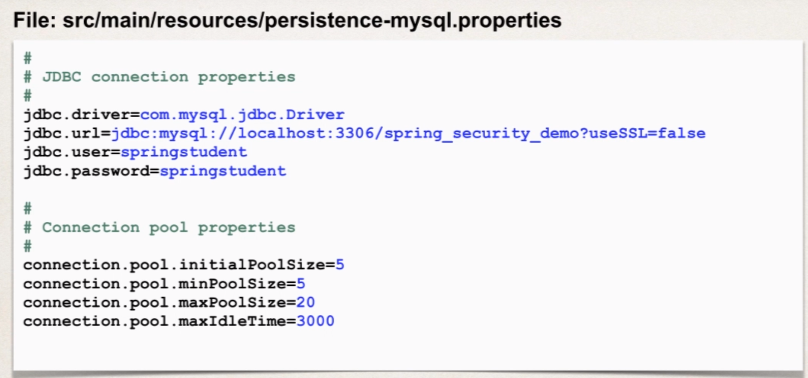 File: src/main/resources/persistence-mysql.properties
#
# JDBC connection properties
#
jdbc.driver=com.mysql.jdbc.Driver
jdbc.url=jdbc:mysql://localhost:3306/spring_security_demo?useSSL=false
jdbc.user=springstudent
jdbc.password=springstudent
#
# Connection pool properties
#
connection.pool.initialPoolSize=5
connection.pool.minPoolSize=5
connection.pool.maxPoolSize=20
connection.pool.maxIdleTime=3000